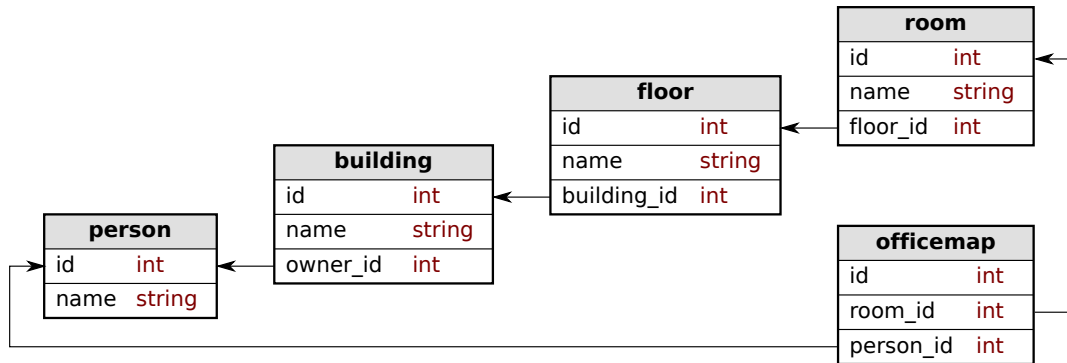 room
id int
name string
floor_id int
floor
id int
name string
building_id int
building
id int
name string
owner_id int
person
id int
name string
officemap
id int
room_id int
person_id int